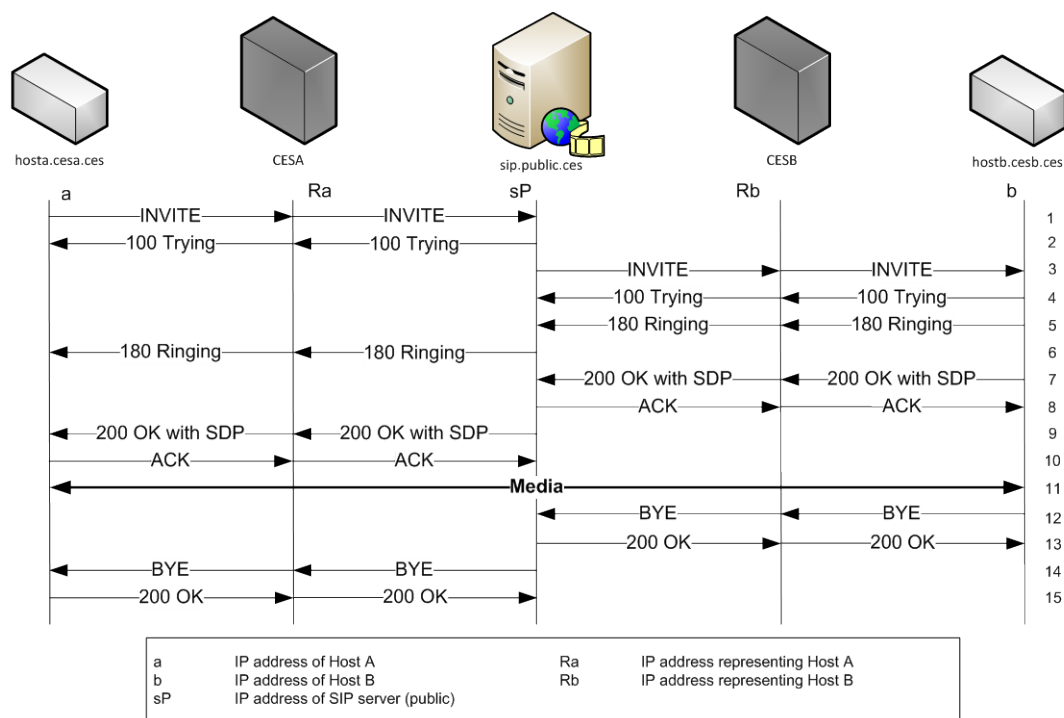 hosta.cesa.ces CESA sip.public.ces CESB hostb.cesb.ces
a Ra sP Rb b
INVITE INVITE 1
100 Trying 100 Trying 2
INVITE INVITE 3
100 Trying 100 Trying 4
180 Ringing 180 Ringing 5
180 Ringing 180 Ringing 6
200 OK with SDP 200 OK with SDP 7
ACK ACK 8
200 OK with SDP 200 OK with SDP 9
ACK ACK 10
Media 11
BYE BYE 12
200 OK 200 OK 13
BYE BYE 14
200 OK 200 OK 15
a IP address of Host A Ra IP address representing Host A
b IP address of Host B Rb IP address representing Host B
sP IP address of SIP server (public)